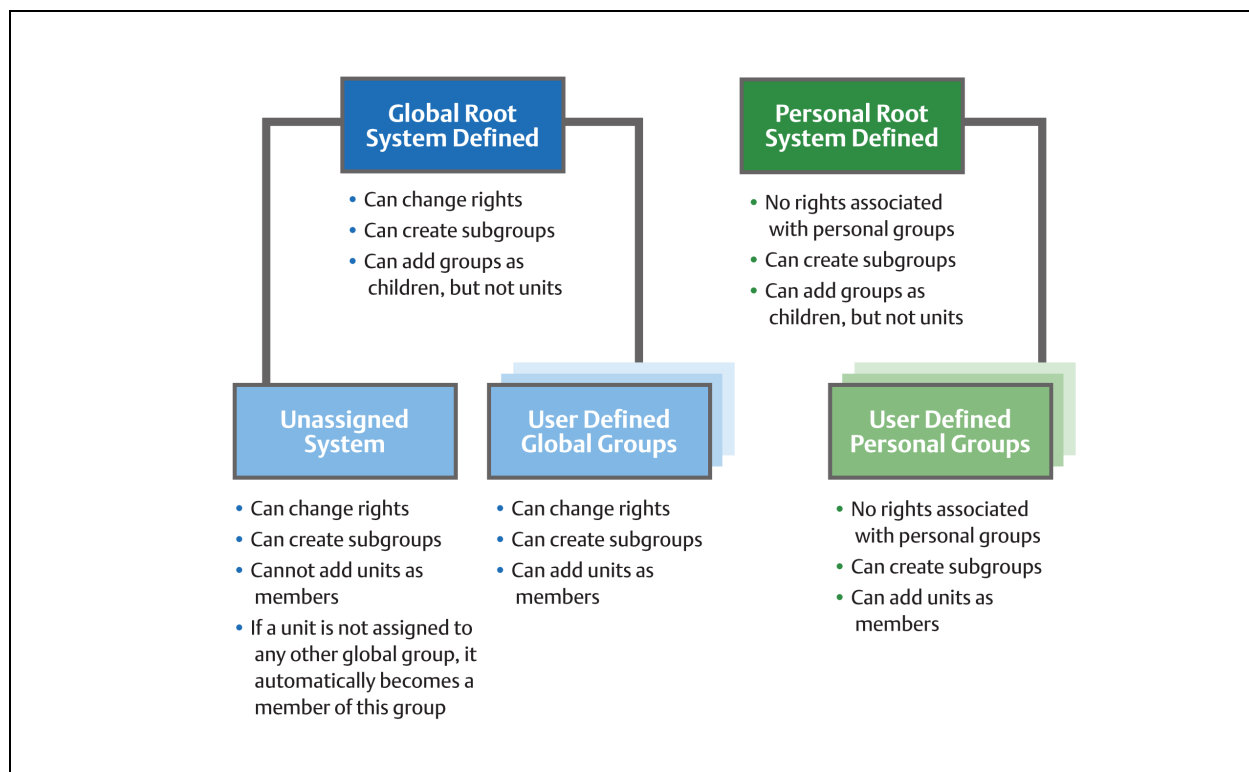 Global Root
System Defined
• Can change rights
• Can create subgroups
• Can add groups as
children, but not units
Personal Root
System Defined
• No rights associated
with personal groups
• Can create subgroups
• Can add groups as
children, but not units
Unassigned
System
• Can change rights
• Can create subgroups
• Cannot add units as
members
• If a unit is not assigned to
any other global group, it
automatically becomes a
member of this group
User Defined
Global Groups
• Can change rights
• Can create subgroups
• Can add units as
members
User Defined
Personal Groups
• No rights associated
with personal groups
• Can create subgroups
• Can add units as
members